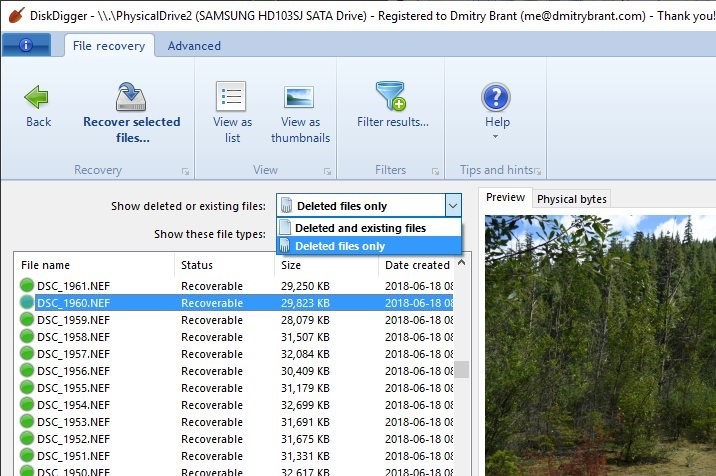 DiskDigger - \\.\PhysicalDrive2 (SAMSUNG HD103SJ SATA Drive) - Registered to Dmitry Brant (me@dmitrybrant.com) - Thank you!
File recovery Advanced
Back
Recover selected files...
View as list
View as thumbnails
Filter results...
Help
Recovery View Filters Tips and hints
Show deleted or existing files: Deleted files only
Deleted and existing files
Show these file types: Deleted files only
Preview Physical bytes
File name Status Size Date created
DSC_1961.NEF Recoverable 29,250 KB 2018-06-18 08
DSC_1960.NEF Recoverable 29,823 KB 2018-06-18 08
DSC_1959.NEF Recoverable 28,079 KB 2018-06-18 08
DSC_1958.NEF Recoverable 31,507 KB 2018-06-18 08
DSC_1957.NEF Recoverable 32,084 KB 2018-06-18 08
DSC_1956.NEF Recoverable 30,409 KB 2018-06-18 08
DSC_1955.NEF Recoverable 31,179 KB 2018-06-18 08
DSC_1954.NEF Recoverable 32,699 KB 2018-06-18 08
DSC_1953.NEF Recoverable 31,691 KB 2018-06-18 08
DSC_1952.NEF Recoverable 31,675 KB 2018-06-18 08
DSC_1951.NEF Recoverable 31,331 KB 2018-06-18 08
DSC_1950.NEF Recoverable 32,617 KB 2018-06-18 08